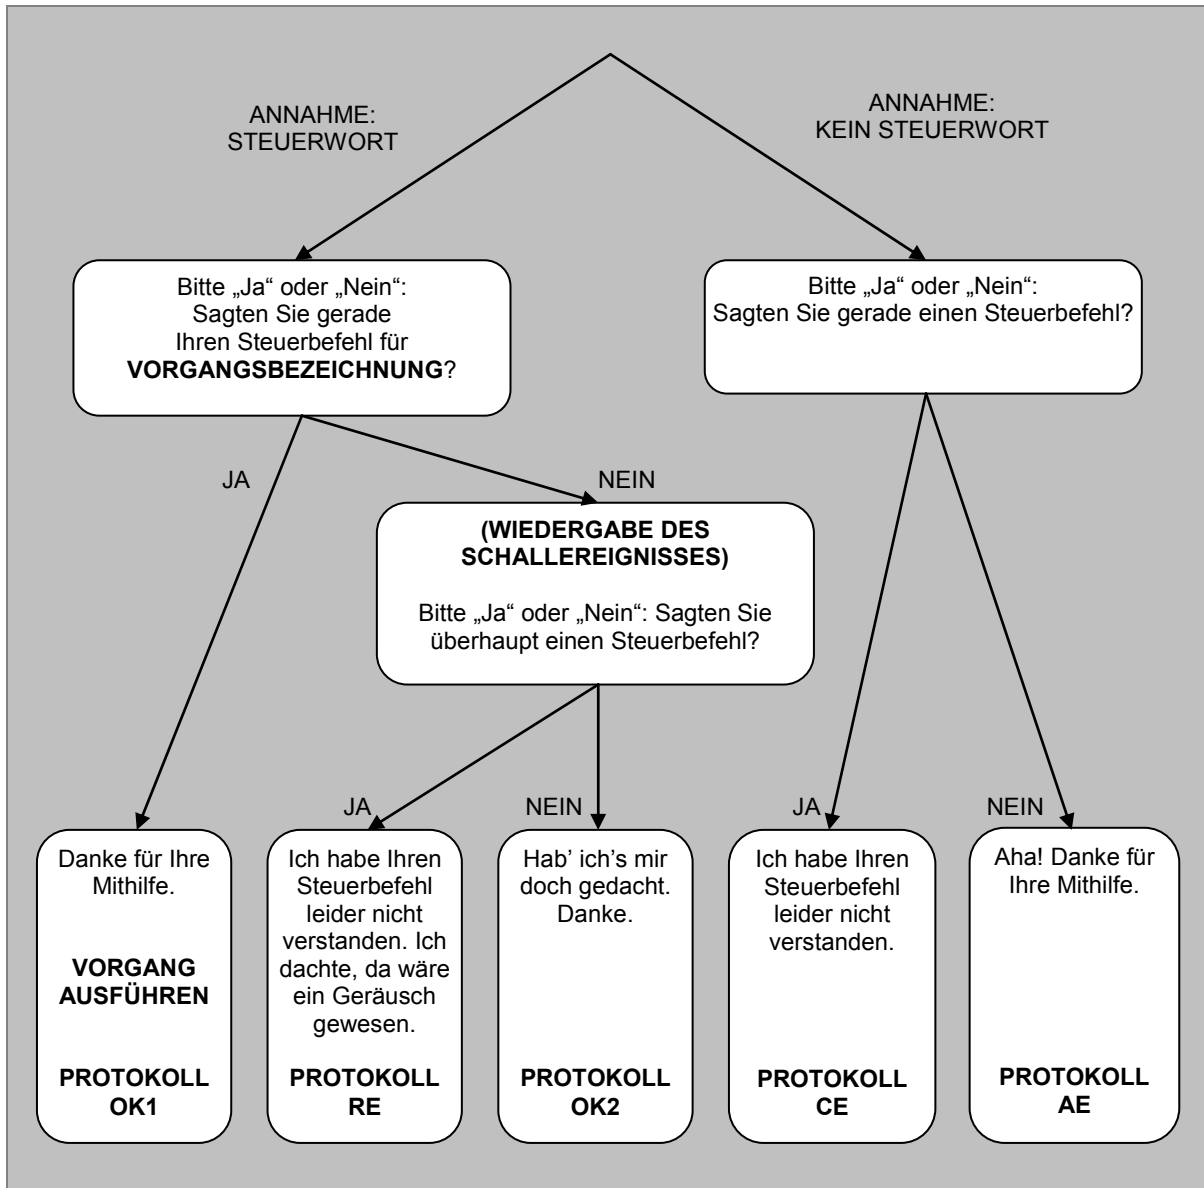 ANNAHME:
STEUERWORT
ANNAHME:
KEIN STEUERWORT
Bitte „Ja“ oder „Nein“:
Sagten Sie gerade
Ihren Steuerbefehl für
VORGANGSBEZEICHNUNG?
Bitte „Ja“ oder „Nein“:
Sagten Sie gerade einen Steuerbefehl?
JA
NEIN
(WIEDERGABE DES
SCHALLEREIGNISSES)
Bitte „Ja“ oder „Nein“: Sagten Sie
überhaupt einen Steuerbefehl?
JA
NEIN
JA
NEIN
Danke für Ihre
Mithilfe.
VORGANG
AUSFÜHREN
PROTOKOLL
OK1
Ich habe Ihren
Steuerbefehl
leider nicht
verstanden. Ich
dachte, da wäre
ein Geräusch
gewesen.
PROTOKOLL
RE
Hab’ ich’s mir
doch gedacht.
Danke.
PROTOKOLL
OK2
Ich habe Ihren
Steuerbefehl
leider nicht
verstanden.
PROTOKOLL
CE
Aha! Danke für
Ihre Mithilfe.
PROTOKOLL
AE